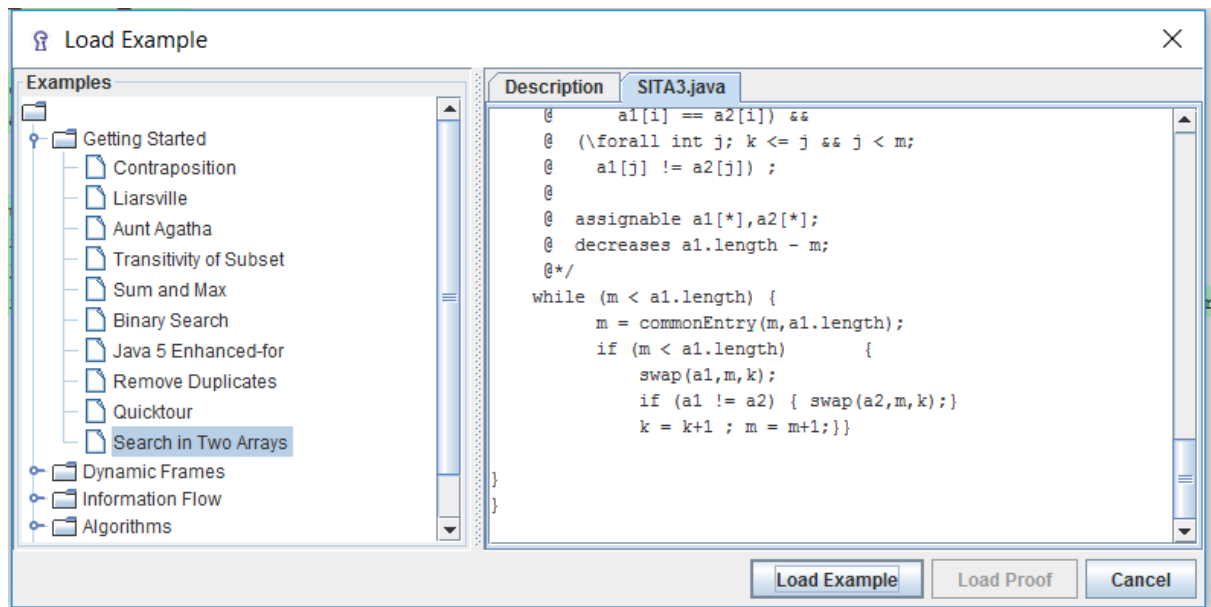 Load Example
Examples
Getting Started
Contraposition
Liarsville
Aunt Agatha
Transitivity of Subset
Sum and Max
Binary Search
Java 5 Enhanced-for
Remove Duplicates
Quicktour
Search in Two Arrays
Dynamic Frames
Information Flow
Algorithms
Description SITA3.java
@ a1[i] == a2[i]) &&
@ (\forall int j; k <= j && j < m;
@ a1[j] != a2[j]) ;
@
@ assignable a1[*],a2[*];
@ decreases a1.length - m;
@*/
while (m < a1.length) {
m = commonEntry(m,a1.length);
if (m < a1.length) {
swap(a1,m,k);
if (a1 != a2) { swap(a2,m,k);}
k = k+1 ; m = m+1;}}
}
}
Load Example Load Proof Cancel